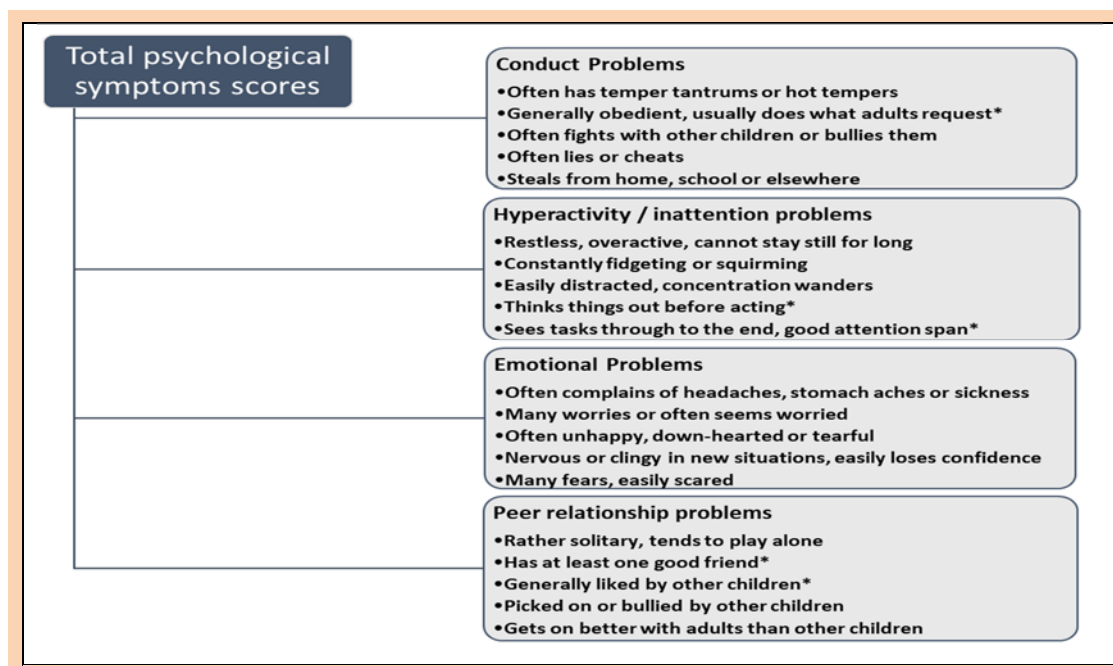 Total psychological
symptoms scores
Conduct Problems
•Often has temper tantrums or hot tempers
•Generally obedient, usually does what adults request*
•Often fights with other children or bullies them
•Often lies or cheats
•Steals from home, school or elsewhere
Hyperactivity / inattention problems
•Restless, overactive, cannot stay still for long
•Constantly fidgeting or squirming
•Easily distracted, concentration wanders
•Thinks things out before acting*
•Sees tasks through to the end, good attention span*
Emotional Problems
•Often complains of headaches, stomach aches or sickness
•Many worries or often seems worried
•Often unhappy, down-hearted or tearful
•Nervous or clingy in new situations, easily loses confidence
•Many fears, easily scared
Peer relationship problems
•Rather solitary, tends to play alone
•Has at least one good friend*
•Generally liked by other children*
•Picked on or bullied by other children
•Gets on better with adults than other children